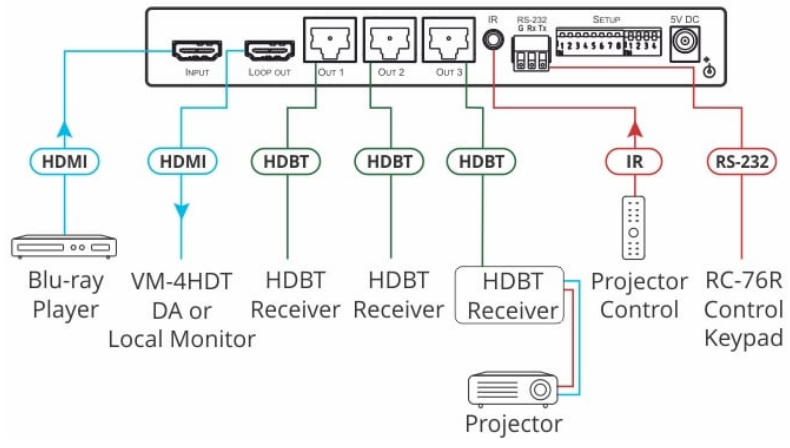 IR
RS-232
SETUP
5V DC
G Rx Tx
1 2 3 4 5 6 7 8
1 2 3 4
INPUT
LOOP OUT
OUT 1
OUT 2
OUT 3
HDMI
HDMI
HDBT
HDBT
HDBT
IR
RS-232
Blu-ray
Player
VM-4HDT
DA or
Local Monitor
HDBT
Receiver
HDBT
Receiver
HDBT
Receiver
Projector
Control
RC-76R
Control
Keypad
Projector